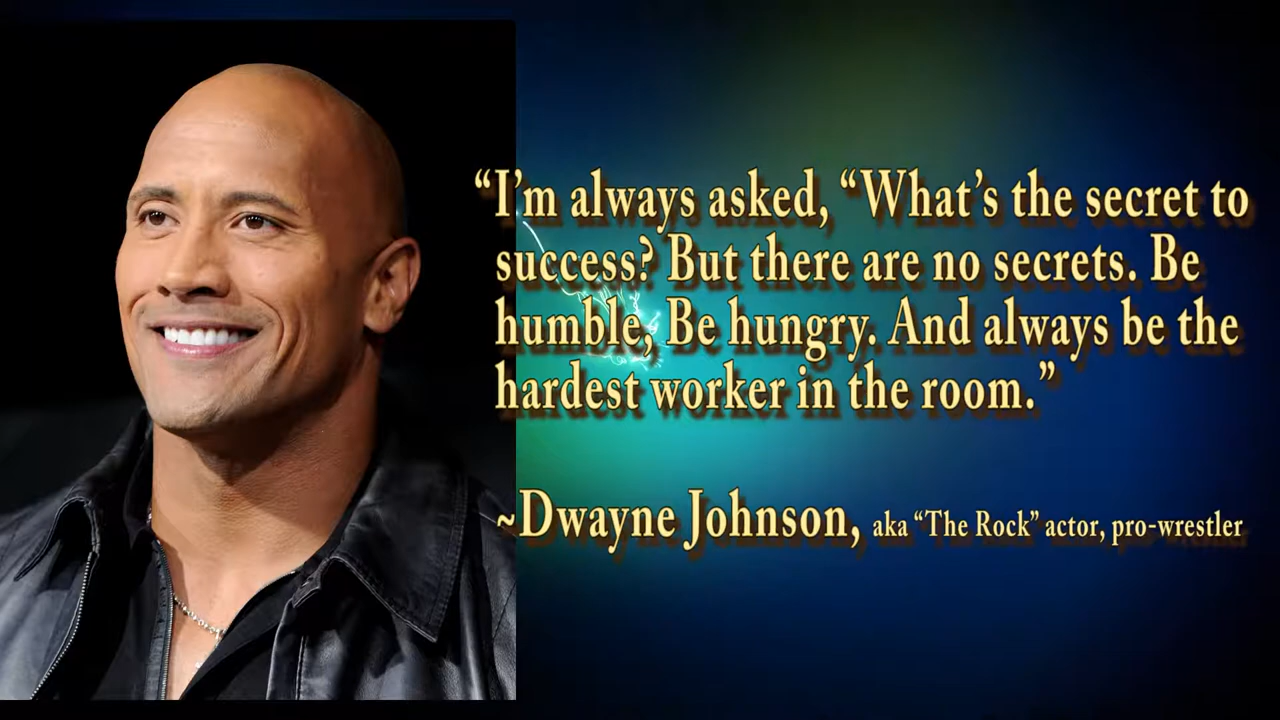 “I’m always asked, “What’s the secret to
success? But there are no secrets. Be
humble, Be hungry. And always be the
hardest worker in the room.”
~Dwayne Johnson, aka “The Rock” actor, pro-wrestler